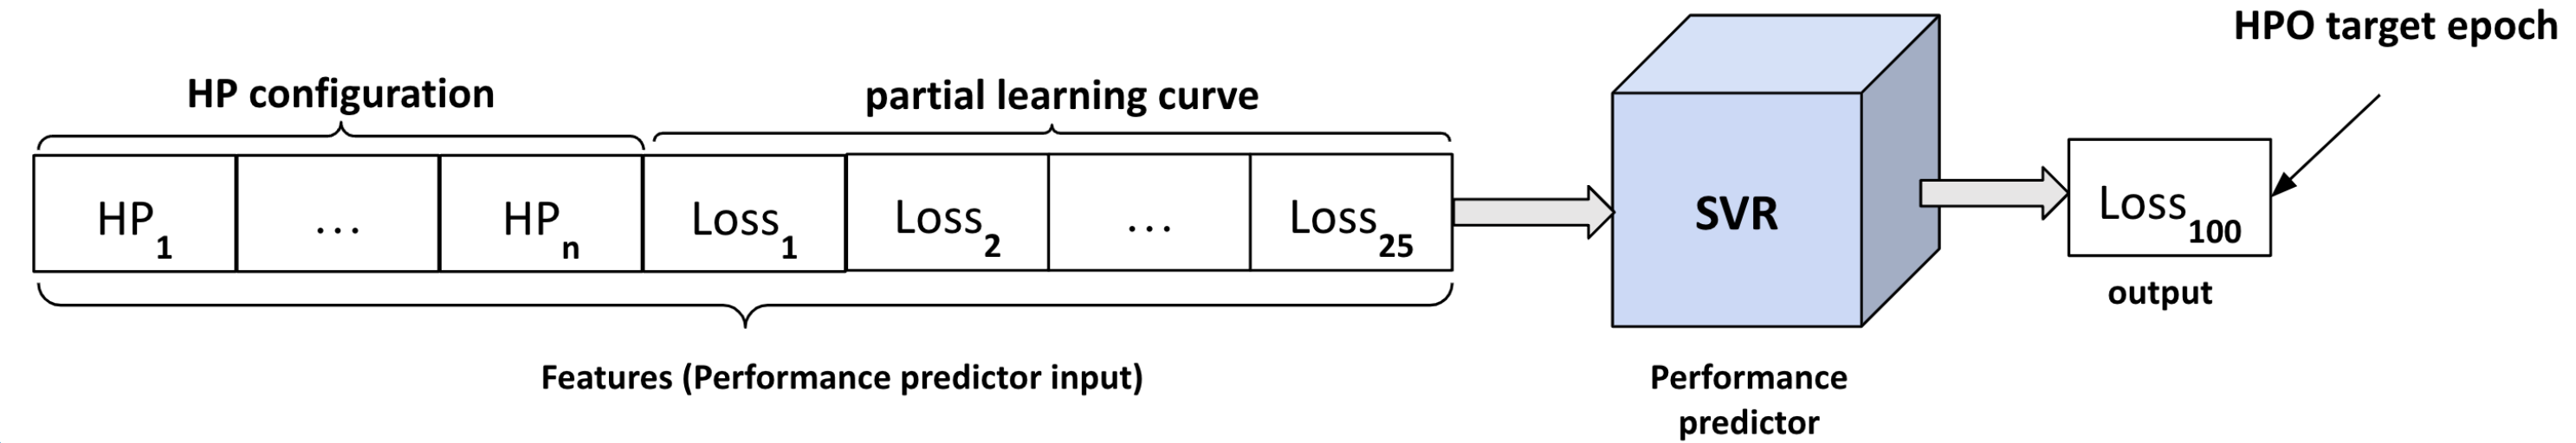 HPO target epoch
HP configuration
partial learning curve
HP1 ... HPn Loss1 Loss2 ... Loss25
SVR
Loss100
output
Features (Performance predictor input)
Performance
predictor